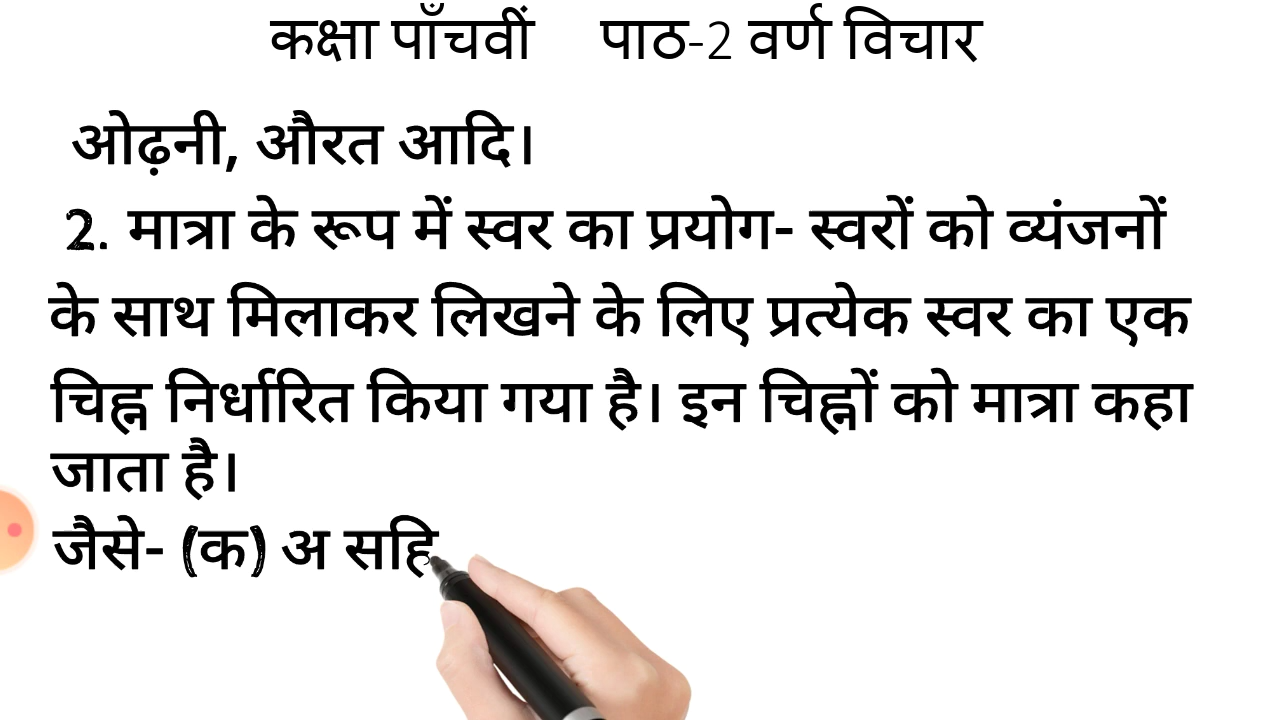 कक्षा पाँचवीं पाठ-2 वर्ण विचार
ओढ़नी, औरत आदि।
2. मात्रा के रूप में स्वर का प्रयोग- स्वरों को व्यंजनों
के साथ मिलाकर लिखने के लिए प्रत्येक स्वर का एक
चिह्न निर्धारित किया गया है। इन चिह्नों को मात्रा कहा
जाता है।
जैसे- (क) अ सहि